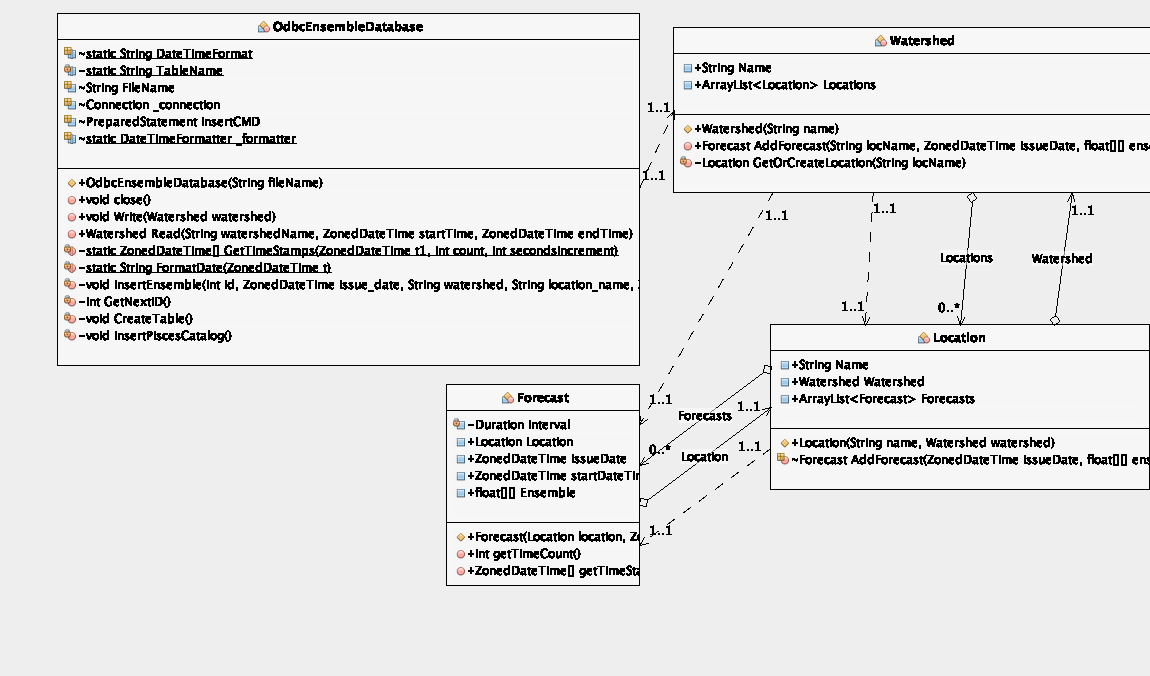 OdbcEnsembleDatabase
~static String DateTimeFormat
-static String TableName
~String FileName
~Connection _connection
~PreparedStatement insertCMD
~static DateTimeFormatter _formatter
+OdbcEnsembleDatabase(String fileName)
+void close()
+void Write(Watershed watershed)
+Watershed Read(String watershedName, ZonedDateTime startTime, ZonedDateTime endTime)
-static ZonedDateTime[] GetTimeStamps(ZonedDateTime t1, int count, int secondsIncrement)
-static String FormatDate(ZonedDateTime t)
-void InsertEnsemble(int id, ZonedDateTime issue_date, String watershed, String location_name,
-int GetNextID()
-void CreateTable()
-void InsertPiscesCatalog()
Watershed
+String Name
+ArrayList<Location> Locations
+Watershed(String name)
+Forecast AddForecast(String locName, ZonedDateTime issueDate, float[][] ens
-Location GetOrCreateLocation(String locName)
1..1
1..1
1..1
1..1
1..1
Locations
Watershed
1..1
0..*
Location
+String Name
+Watershed Watershed
+ArrayList<Forecast> Forecasts
+Location(String name, Watershed watershed)
~Forecast AddForecast(ZonedDateTime issueDate, float[][] ens
Forecast
-Duration interval
+Location Location
+ZonedDateTime IssueDate
+ZonedDateTime startDateTi
+float[][] Ensemble
+Forecast(Location location, Z
+int getTimeCount()
+ZonedDateTime[] getTimeSta
1..1
Forecasts
1..1
0..*
Location
1..1
1..1